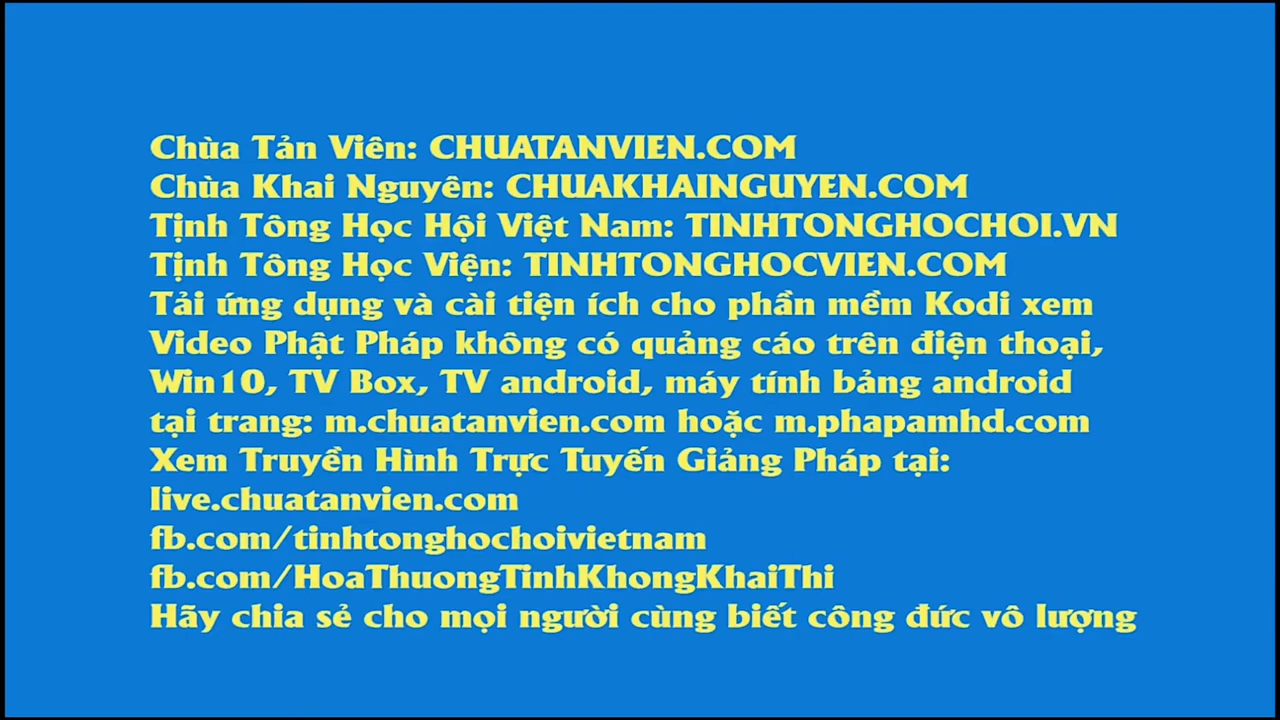 Chùa Tản Viên: CHUATANVIEN.COM
Chùa Khai Nguyên: CHUAKHAINGUYEN.COM
Tịnh Tông Học Hội Việt Nam: TINHTONGHOCHOI.VN
Tịnh Tông Học Viện: TINHTONGHOCVIEN.COM
Tải ứng dụng và cài tiện ích cho phần mềm Kodi xem
Video Phật Pháp không có quảng cáo trên điện thoại,
Win10, TV Box, TV android, máy tính bảng android
tại trang: m.chuatanvien.com hoặc m.phapamhd.com
Xem Truyền Hình Trực Tuyến Giảng Pháp tại:
live.chuatanvien.com
fb.com/tinhtonghochoivietnam
fb.com/HoaThuongTinhKhongKhaiThi
Hãy chia sẻ cho mọi người cùng biết công đức vô lượng